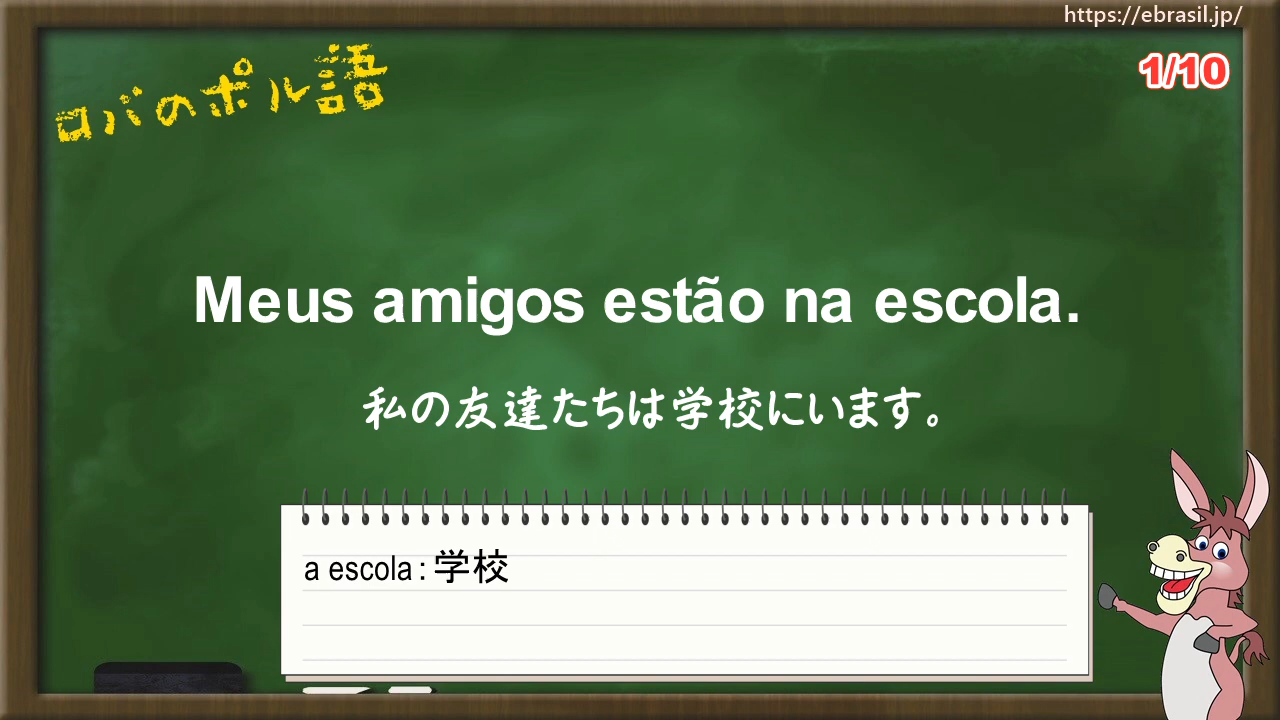 https://ebrasil.jp/
1/10
ロバのポル語
Meus amigos estão na escola.
私の友達たちは学校にいます。
a escola : 学校